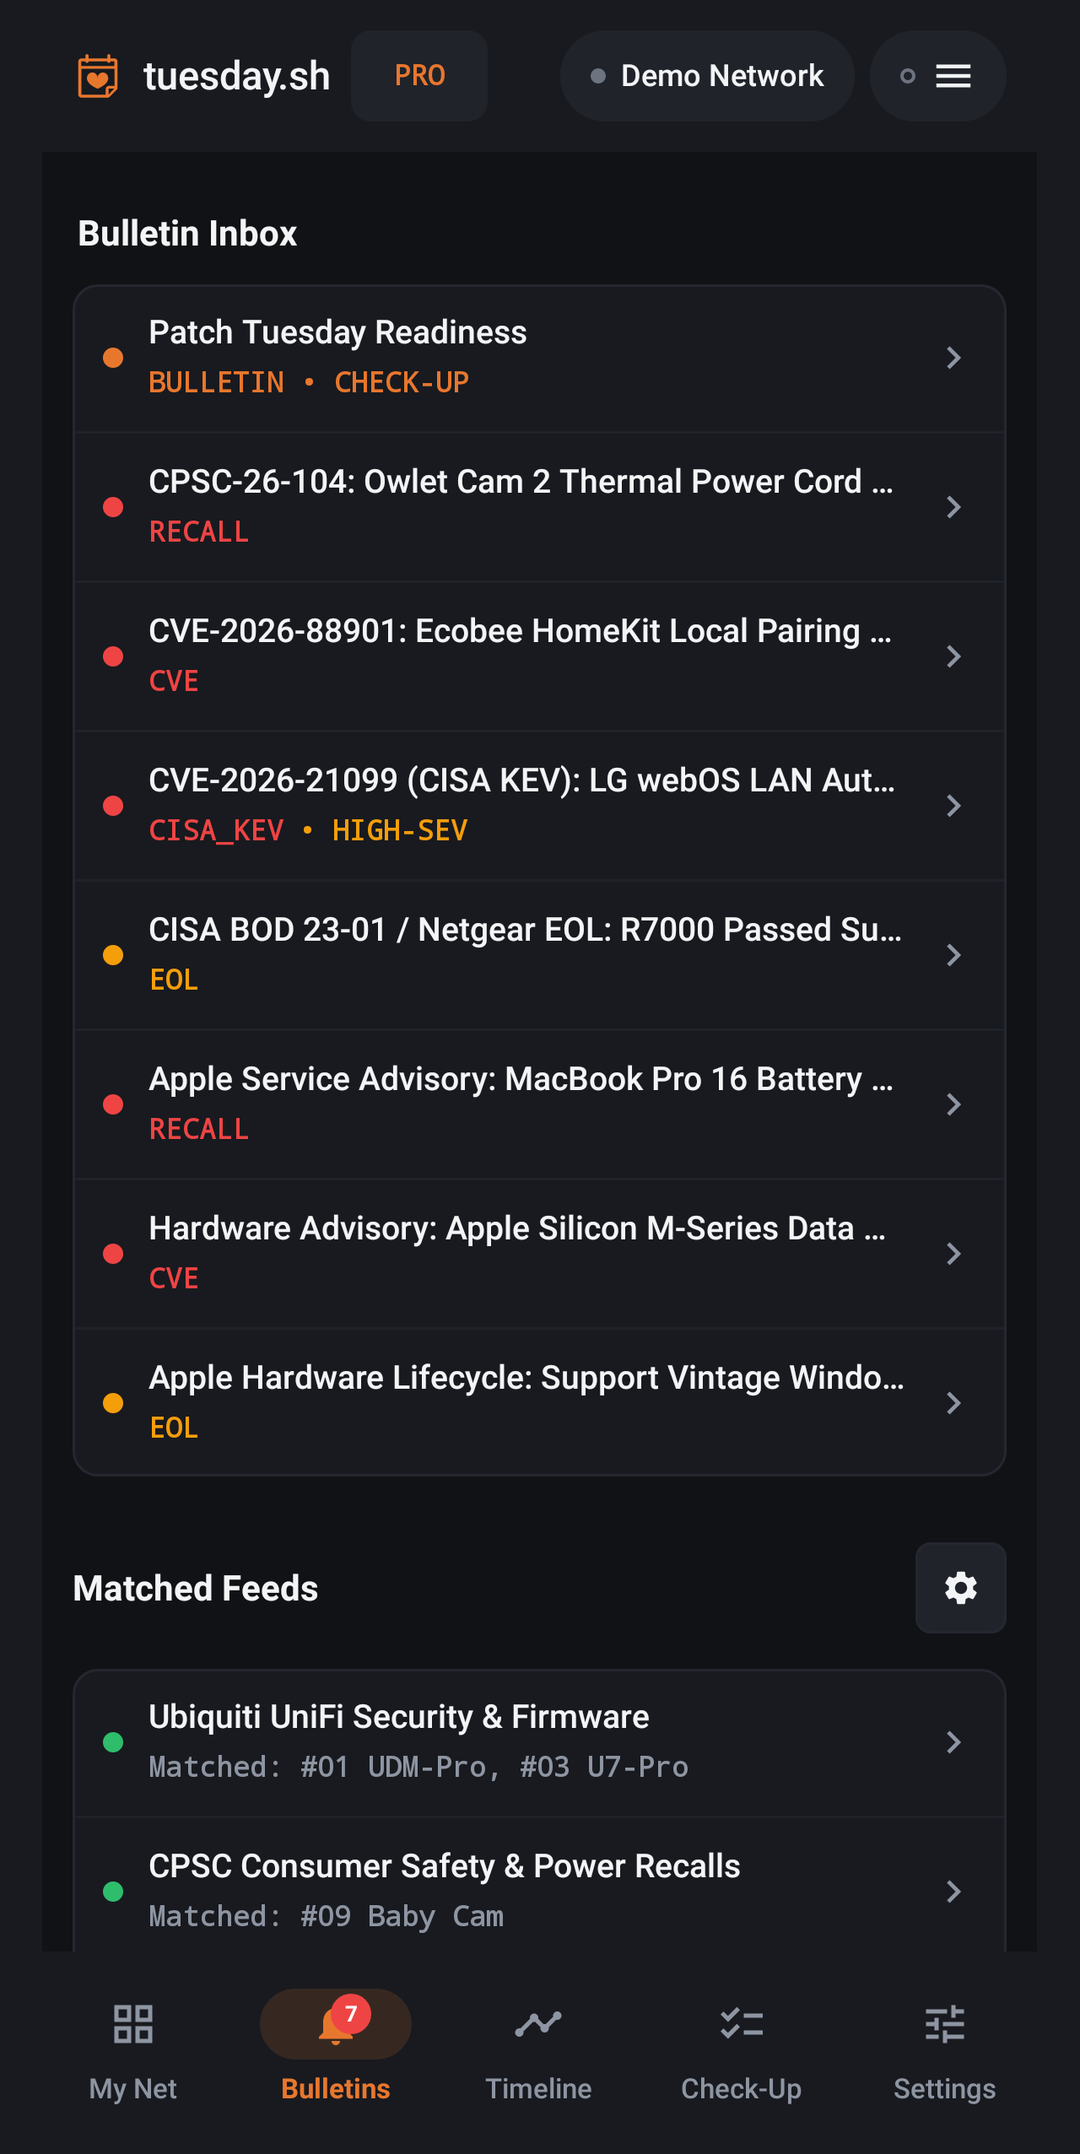 tuesday.sh PRO Demo Network
Bulletin Inbox
Patch Tuesday Readiness
BULLETIN • CHECK-UP
CPSC-26-104: Owlet Cam 2 Thermal Power Cord ...
RECALL
CVE-2026-88901: Ecobee HomeKit Local Pairing ...
CVE
CVE-2026-21099 (CISA KEV): LG webOS LAN Aut...
CISA_KEV • HIGH-SEV
CISA BOD 23-01 / Netgear EOL: R7000 Passed Su...
EOL
Apple Service Advisory: MacBook Pro 16 Battery ...
RECALL
Hardware Advisory: Apple Silicon M-Series Data ...
CVE
Apple Hardware Lifecycle: Support Vintage Windo...
EOL
Matched Feeds
Ubiquiti UniFi Security & Firmware
Matched: #01 UDM-Pro, #03 U7-Pro
CPSC Consumer Safety & Power Recalls
Matched: #09 Baby Cam
7
My Net Bulletins Timeline Check-Up Settings